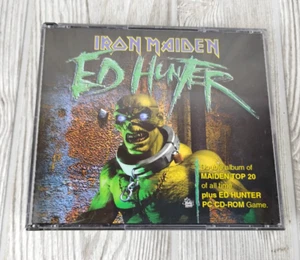 IRON MAIDEN
ED HUNTER
album of
MAIDEN TOP 20
of all time
plus ED HUNTER
PC CD-ROM Game.